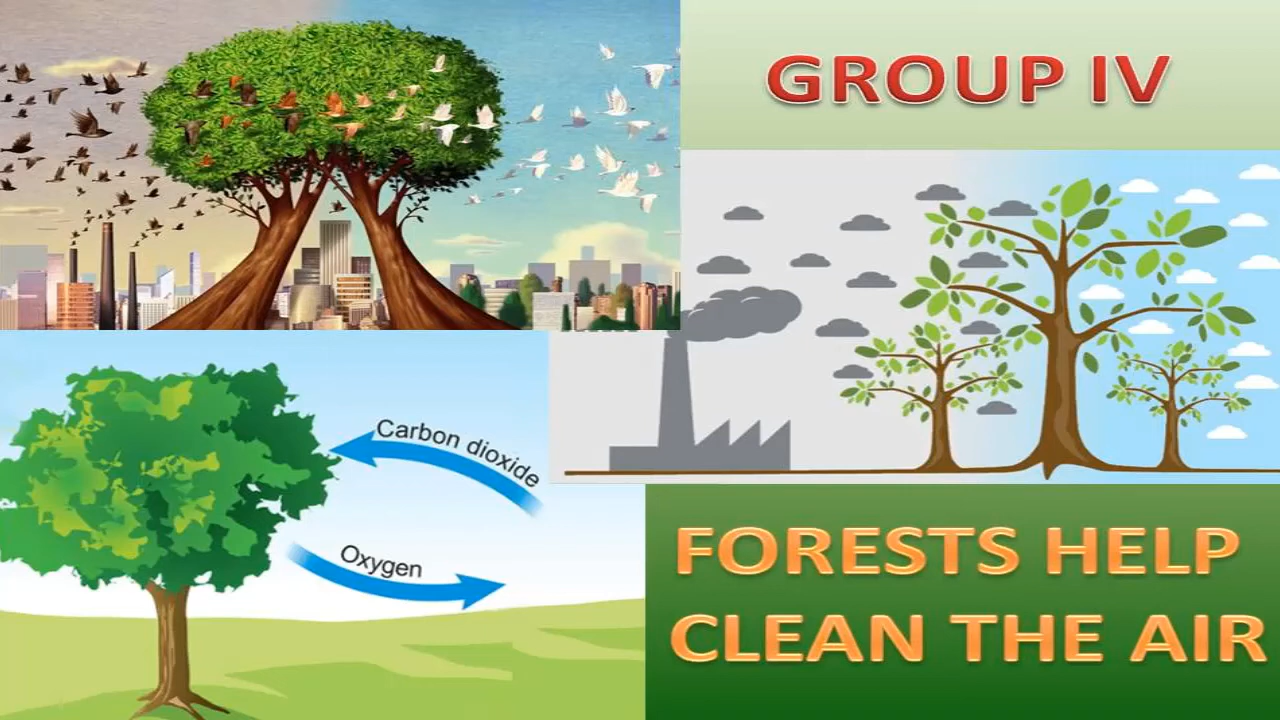 GROUP IV
Carbon dioxide
Oxygen
FORESTS HELP
CLEAN THE AIR